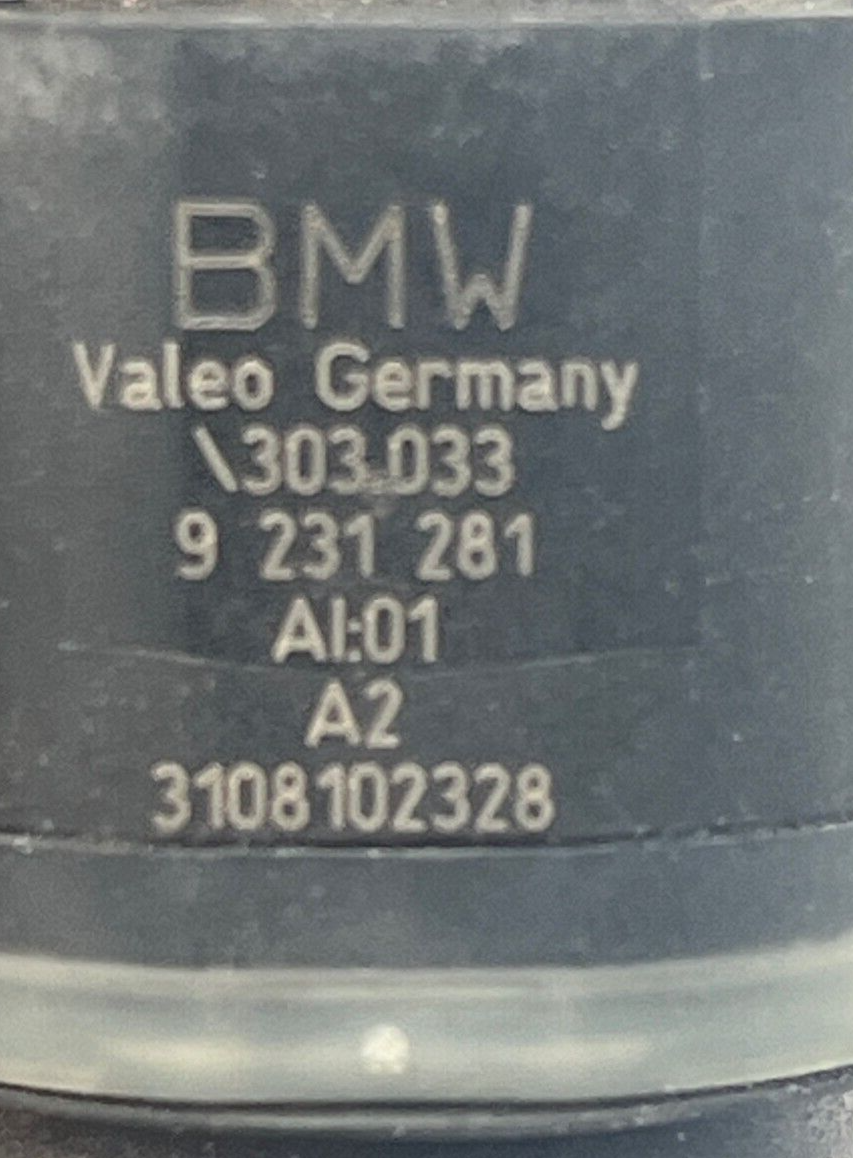 BMW
Valeo Germany
\303.033
9 231 281
AI:01
A2
3108102328